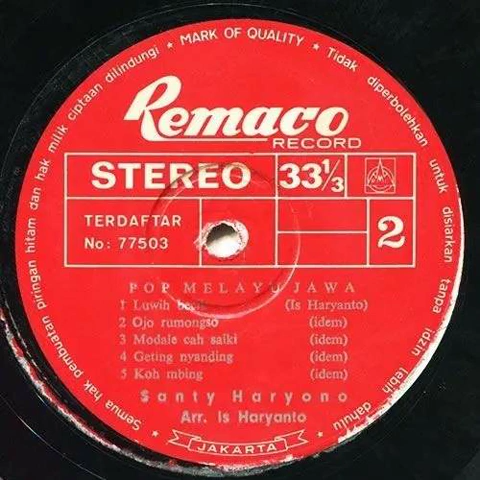 Semua hak pembuatan piringan hitam dan hak milik ciptaan dilindungi ★ MARK OF QUALITY ★ Tidak diperbolehkan untuk disiarkan tanpa idzin lebih dahulu
Remaco
RECORD
STEREO 33⅓
TERDAFTAR
No: 77503
2
POP MELAYU JAWA
1 Luwih (Is Haryanto)
2 Ojo rumongso (idem)
3 Modale cah saiki (idem)
4 Geting nyanding (idem)
5 Koh mbing (idem)
Santy Haryono
Arr. Is Haryanto
★ JAKARTA ★